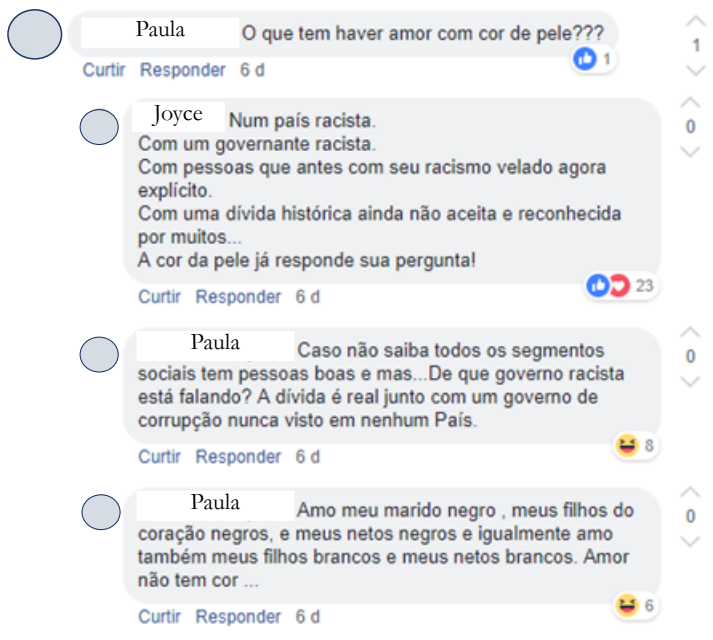 Paula O que tem haver amor com cor de pele???
1
1
Curtir Responder 6 d
Joyce Num país racista.
0
Com um governante racista.
Com pessoas que antes com seu racismo velado agora
explícito.
Com uma dívida histórica ainda não aceita e reconhecida
por muitos...
A cor da pele já responde sua pergunta!
23
Curtir Responder 6 d
Paula Caso não saiba todos os segmentos
0
sociais tem pessoas boas e mas...De que governo racista
está falando? A dívida é real junto com um governo de
corrupção nunca visto em nenhum País.
8
Curtir Responder 6 d
Paula Amo meu marido negro , meus filhos do
0
coração negros, e meus netos negros e igualmente amo
também meus filhos brancos e meus netos brancos. Amor
não tem cor ...
6
Curtir Responder 6 d